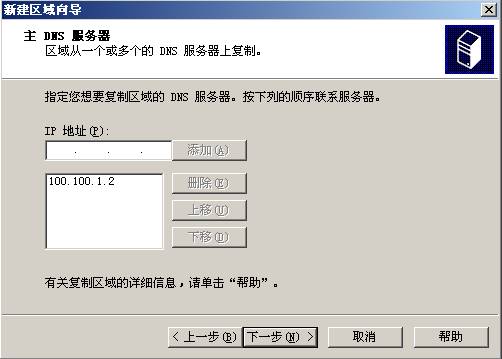 新建区域向导
主 DNS 服务器
区域从一个或多个的 DNS 服务器上复制。
指定您想要复制区域的 DNS 服务器。按下列的顺序联系服务器。
IP 地址(P):
. . . 添加(A)
100.100.1.2 删除(E)
上移(U)
下移(D)
有关复制区域的详细信息，请单击“帮助”。
< 上一步(B) 下一步(N) > 取消 帮助